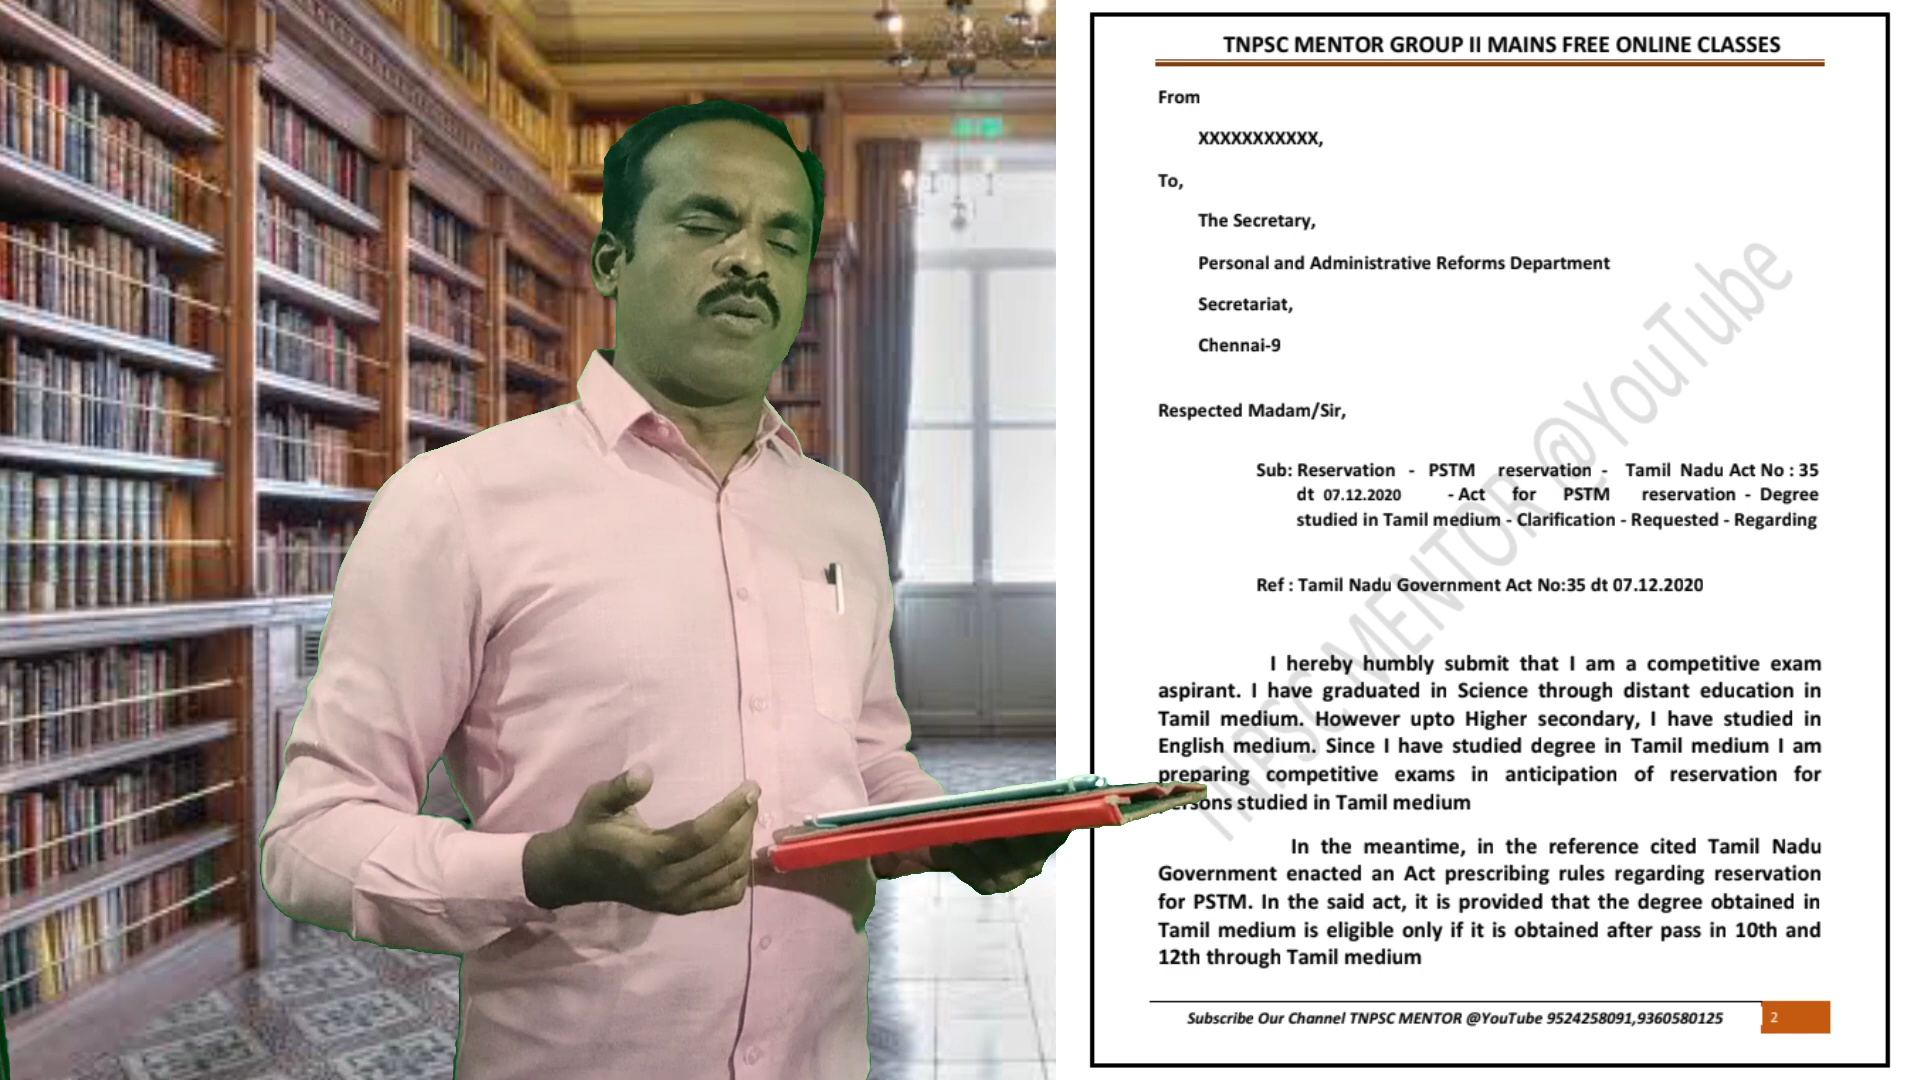 TNPSC MENTOR GROUP II MAINS FREE ONLINE CLASSES
From
XXXXXXXXXXX,
To,
The Secretary,
Personal and Administrative Reforms Department
Secretariat,
Chennai-9
Respected Madam/Sir,
Sub: Reservation - PSTM reservation - Tamil Nadu Act No : 35
dt 07.12.2020 - Act for PSTM reservation - Degree
studied in Tamil medium - Clarification - Requested - Regarding
Ref : Tamil Nadu Government Act No:35 dt 07.12.2020
I hereby humbly submit that I am a competitive exam
aspirant. I have graduated in Science through distant education in
Tamil medium. However upto Higher secondary, I have studied in
English medium. Since I have studied degree in Tamil medium I am
preparing competitive exams in anticipation of reservation for
persons studied in Tamil medium
In the meantime, in the reference cited Tamil Nadu
Government enacted an Act prescribing rules regarding reservation
for PSTM. In the said act, it is provided that the degree obtained in
Tamil medium is eligible only if it is obtained after pass in 10th and
12th through Tamil medium
TNPSC MENTOR @YouTube
Subscribe Our Channel TNPSC MENTOR @YouTube 9524258091,9360580125
2